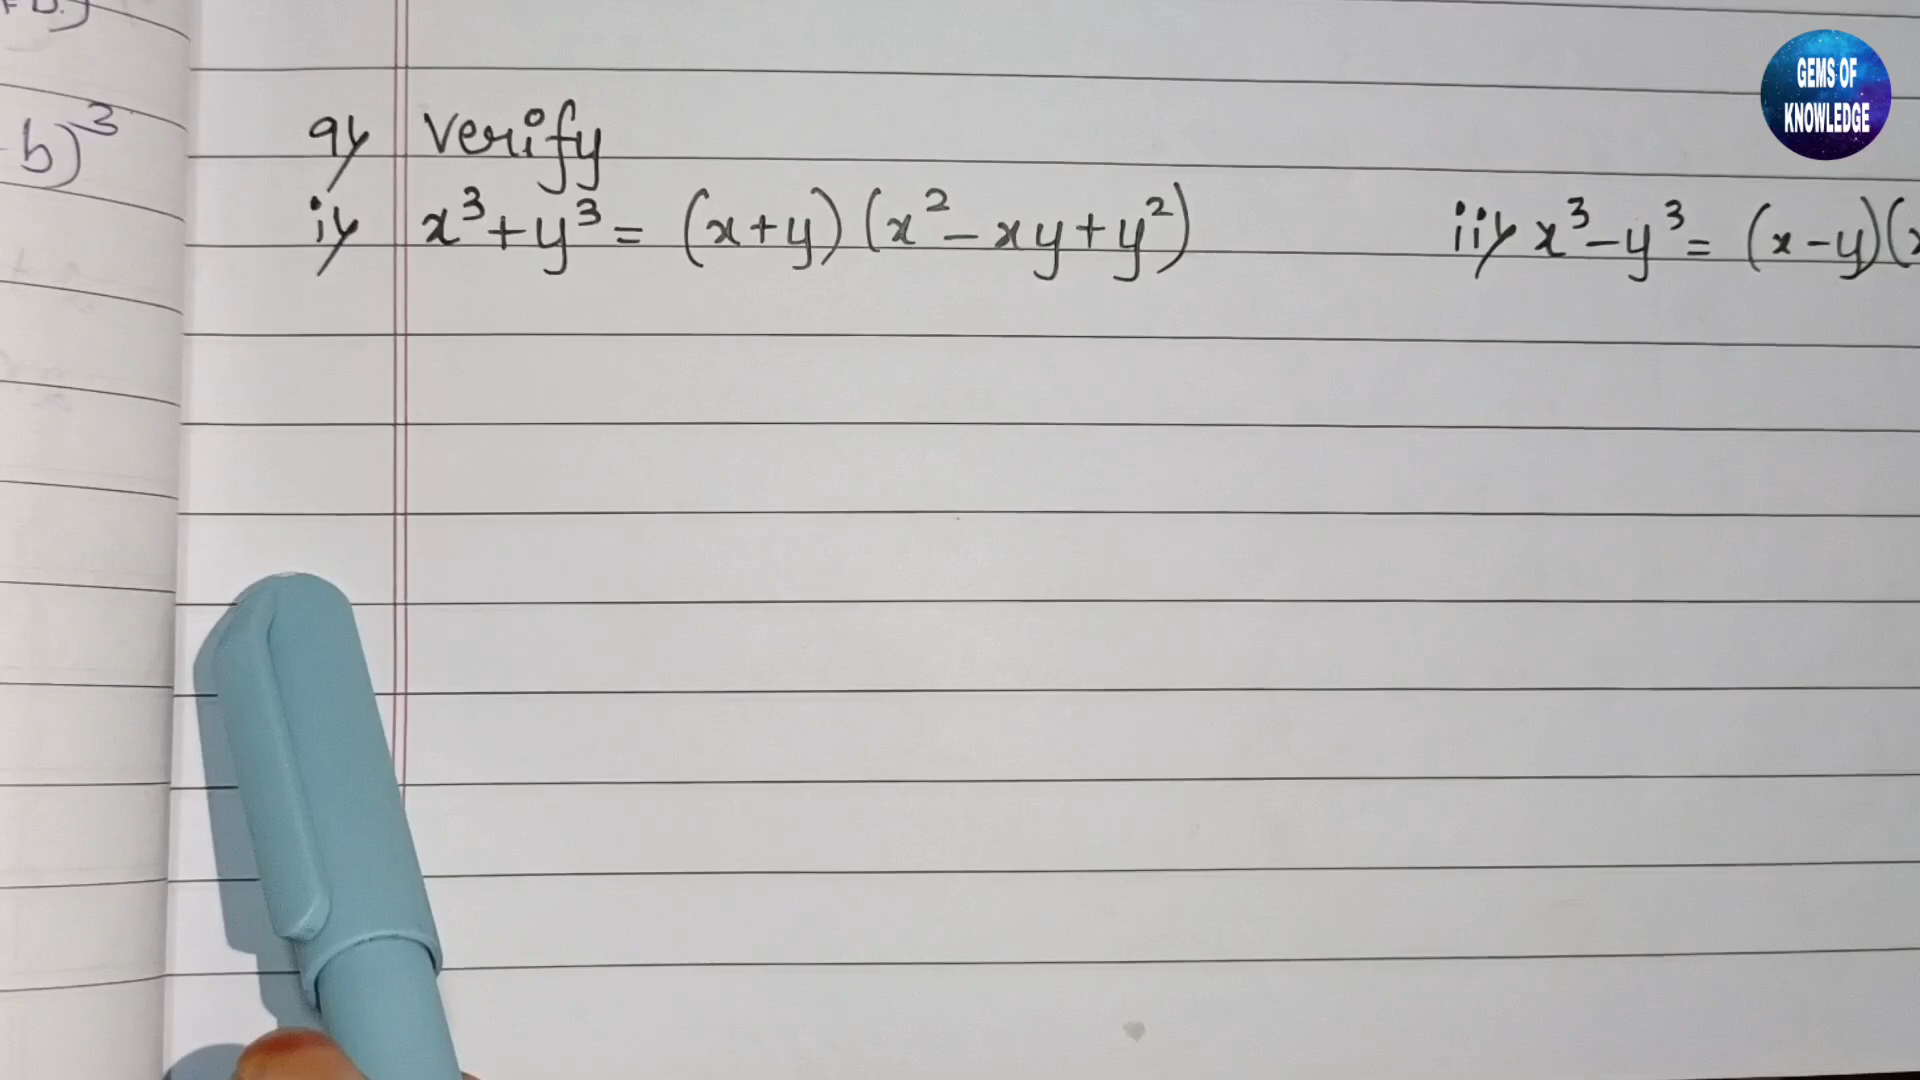 b)³
9) Verify
i) x³+y³ = (x+y) (x²-xy+y²)
ii) x³-y³ = (x-y)(
GEMS OF
KNOWLEDGE